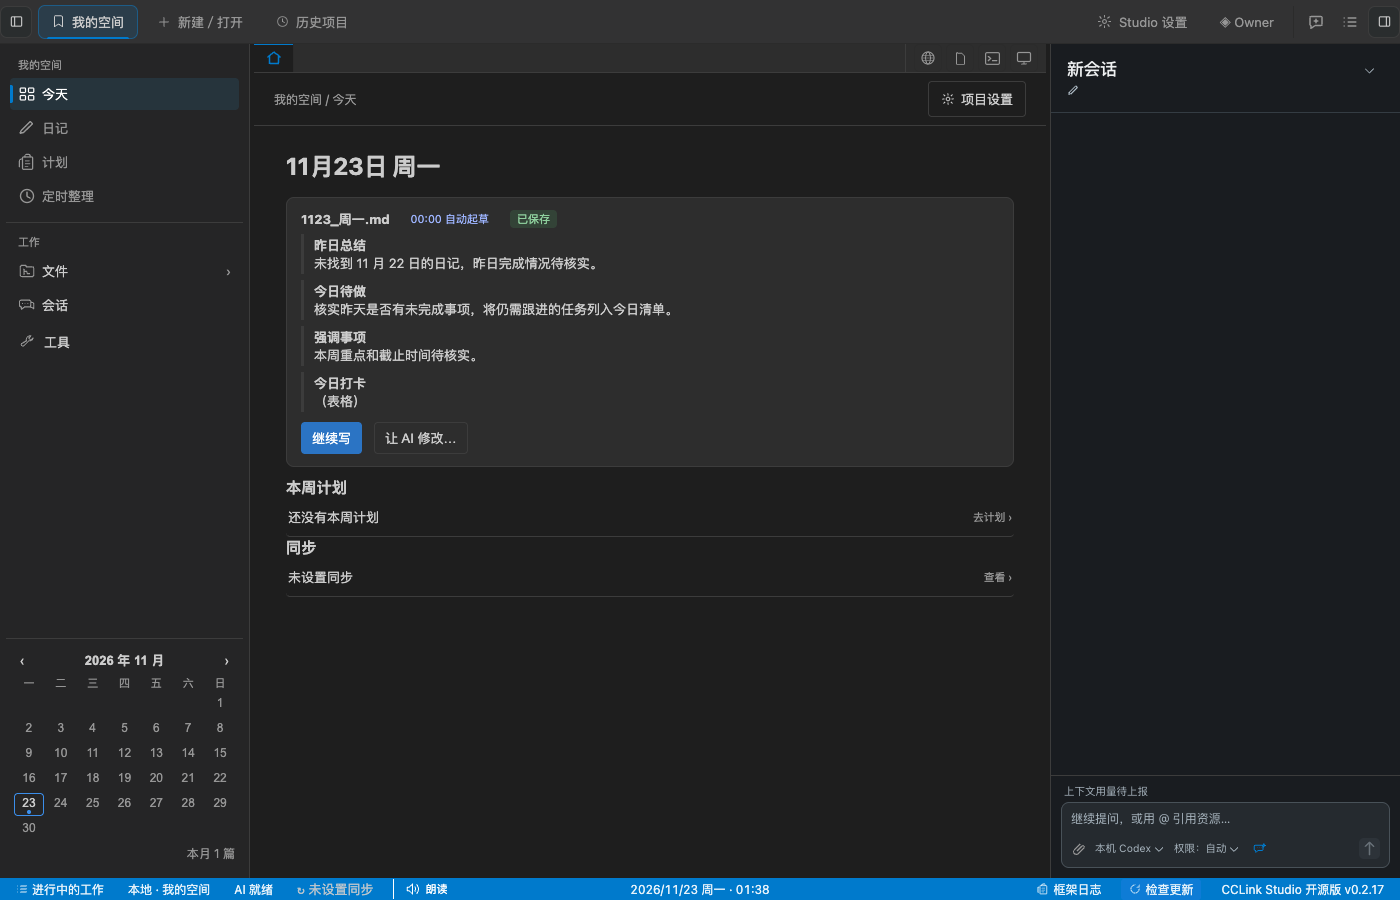 我的空间
新建 / 打开
历史项目
Studio 设置
Owner
我的空间
今天
日记
计划
定时整理
工作
文件
会话
工具
2026 年 11 月
一 二 三 四 五 六 日
1
2 3 4 5 6 7 8
9 10 11 12 13 14 15
16 17 18 19 20 21 22
23 24 25 26 27 28 29
30
本月 1 篇
我的空间 / 今天
项目设置
11月23日 周一
1123_周一.md 00:00 自动起草 已保存
昨日总结
未找到 11 月 22 日的日记，昨日完成情况待核实。
今日待做
核实昨天是否有未完成事项，将仍需跟进的任务列入今日清单。
强调事项
本周重点和截止时间待核实。
今日打卡
（表格）
继续写
让 AI 修改...
本周计划
还没有本周计划
去计划 ›
同步
未设置同步
查看 ›
新会话
上下文用量待上报
继续提问，或用 @ 引用资源...
本机 Codex
权限：自动
进行中的工作
本地 · 我的空间
AI 就绪
未设置同步
朗读
2026/11/23 周一 · 01:38
框架日志
检查更新
CCLink Studio 开源版 v0.2.17